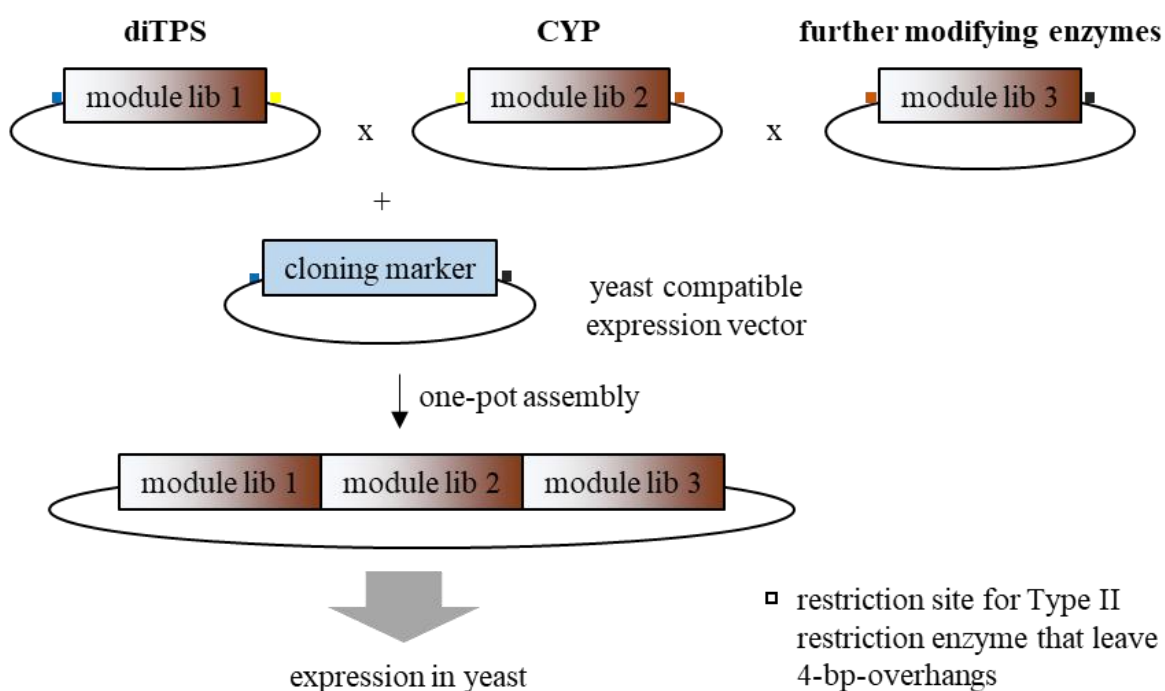 diTPS
CYP
further modifying enzymes
module lib 1
module lib 2
module lib 3
x
x
+
cloning marker
yeast compatible
expression vector
one-pot assembly
module lib 1
module lib 2
module lib 3
restriction site for Type II
restriction enzyme that leave
4-bp-overhangs
expression in yeast